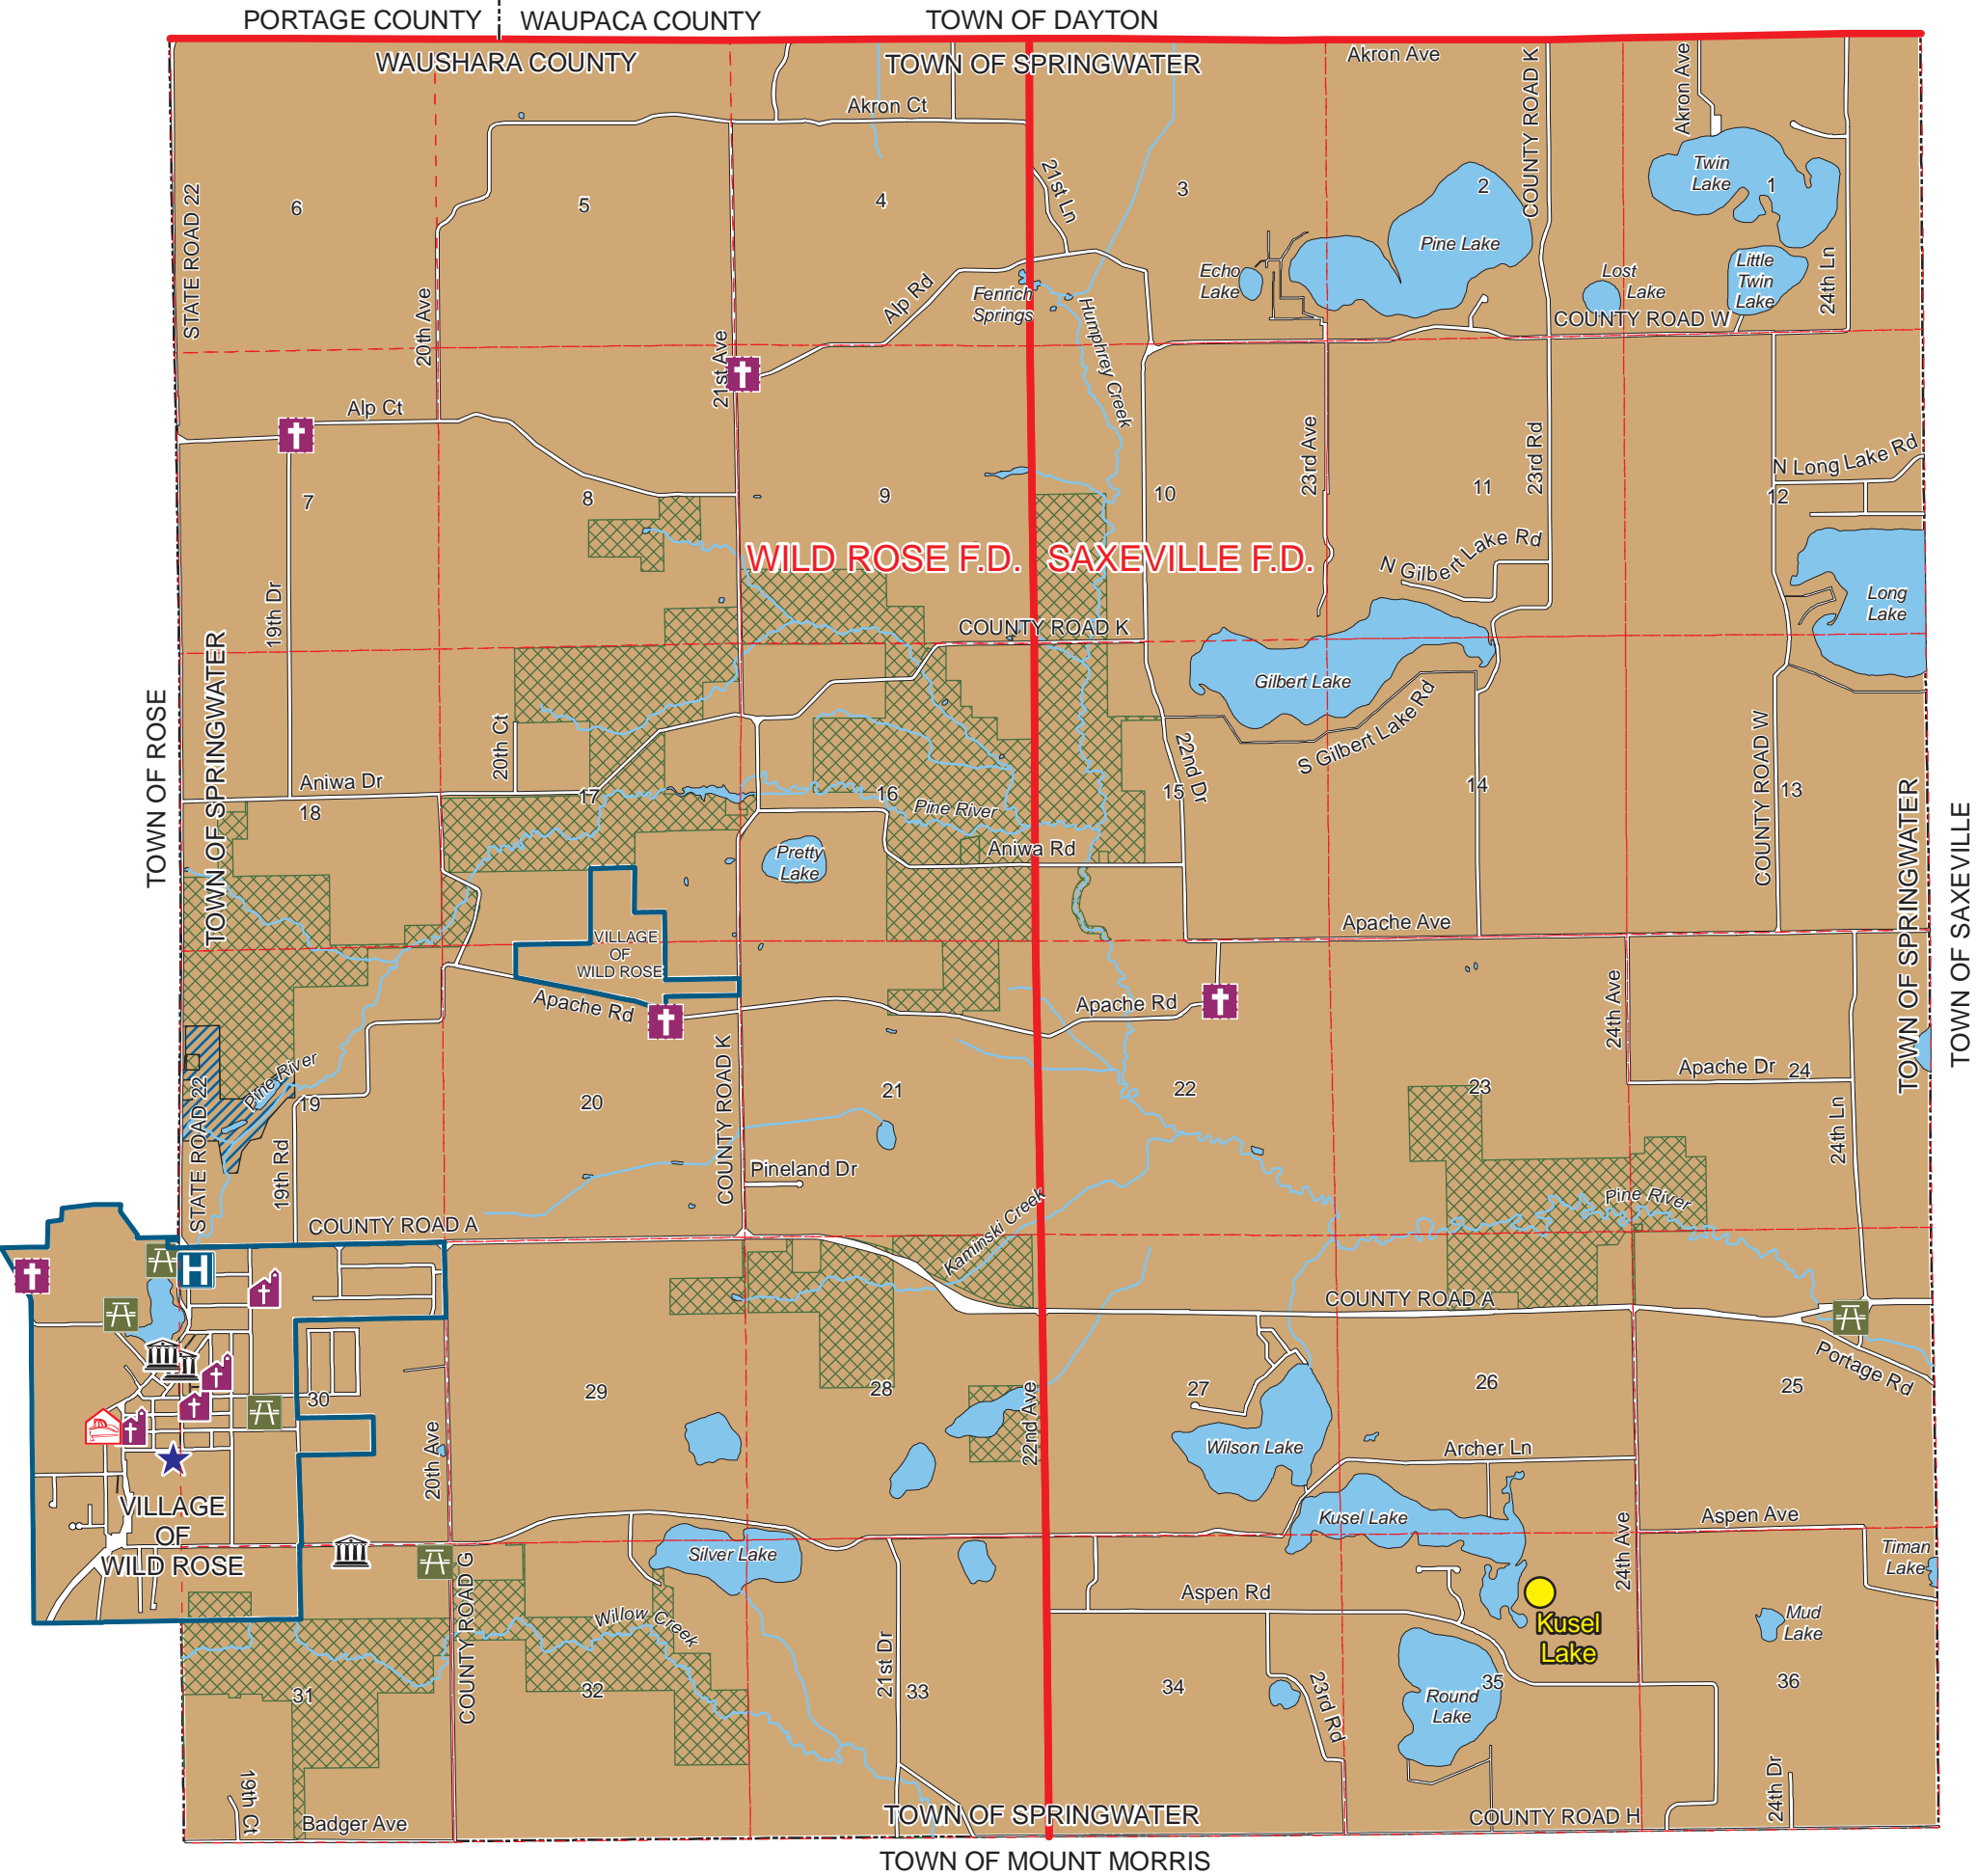 PORTAGE COUNTY
WAUPACA COUNTY
TOWN OF DAYTON
WAUSHARA COUNTY
TOWN OF SPRINGWATER
Akron Ave
COUNTY ROAD K
Akron Ave
Akron Ct
21st Ln
Twin
Lake
1
2
3
4
5
6
STATE ROAD 22
20th Ave
21st Ave
Alp Rd
Fenrich
Springs
Humphrey Creek
Echo
Lake
Pine Lake
Lost
Lake
Little
Twin
Lake
24th Ln
COUNTY ROAD W
Alp Ct
23rd Ave
23rd Rd
N Long Lake Rd
7
8
9
10
11
12
WILD ROSE F.D.
SAXEVILLE F.D.
N Gilbert Lake Rd
19th Dr
COUNTY ROAD K
Long
Lake
Gilbert Lake
S Gilbert Lake Rd
TOWN OF ROSE
TOWN OF SPRINGWATER
20th Ct
22nd Dr
COUNTY ROAD W
Aniwa Dr
18
17
16
15
14
13
Pine River
Aniwa Rd
Pretty
Lake
TOWN OF SPRINGWATER
TOWN OF SAXEVILLE
Apache Ave
VILLAGE
OF
WILD ROSE
Apache Rd
Apache Rd
24th Ave
Apache Dr
24
Pine River
STATE ROAD 22
19
20
21
22
23
19th Rd
COUNTY ROAD K
Pineland Dr
24th Ln
Kaminski Creek
Pine River
COUNTY ROAD A
H
COUNTY ROAD A
Portage Rd
30
29
28
27
26
25
20th Ave
22nd Ave
Wilson Lake
Archer Ln
Kusel Lake
Aspen Ave
24th Ave
VILLAGE
OF
WILD ROSE
Silver Lake
Timan
Lake
Aspen Rd
Kusel
Lake
Mud
Lake
COUNTY ROAD G
Willow Creek
21st Dr
31
32
33
34
35
36
23rd Rd
Round
Lake
19th Ct
Badger Ave
TOWN OF SPRINGWATER
COUNTY ROAD H
24th Dr
TOWN OF MOUNT MORRIS